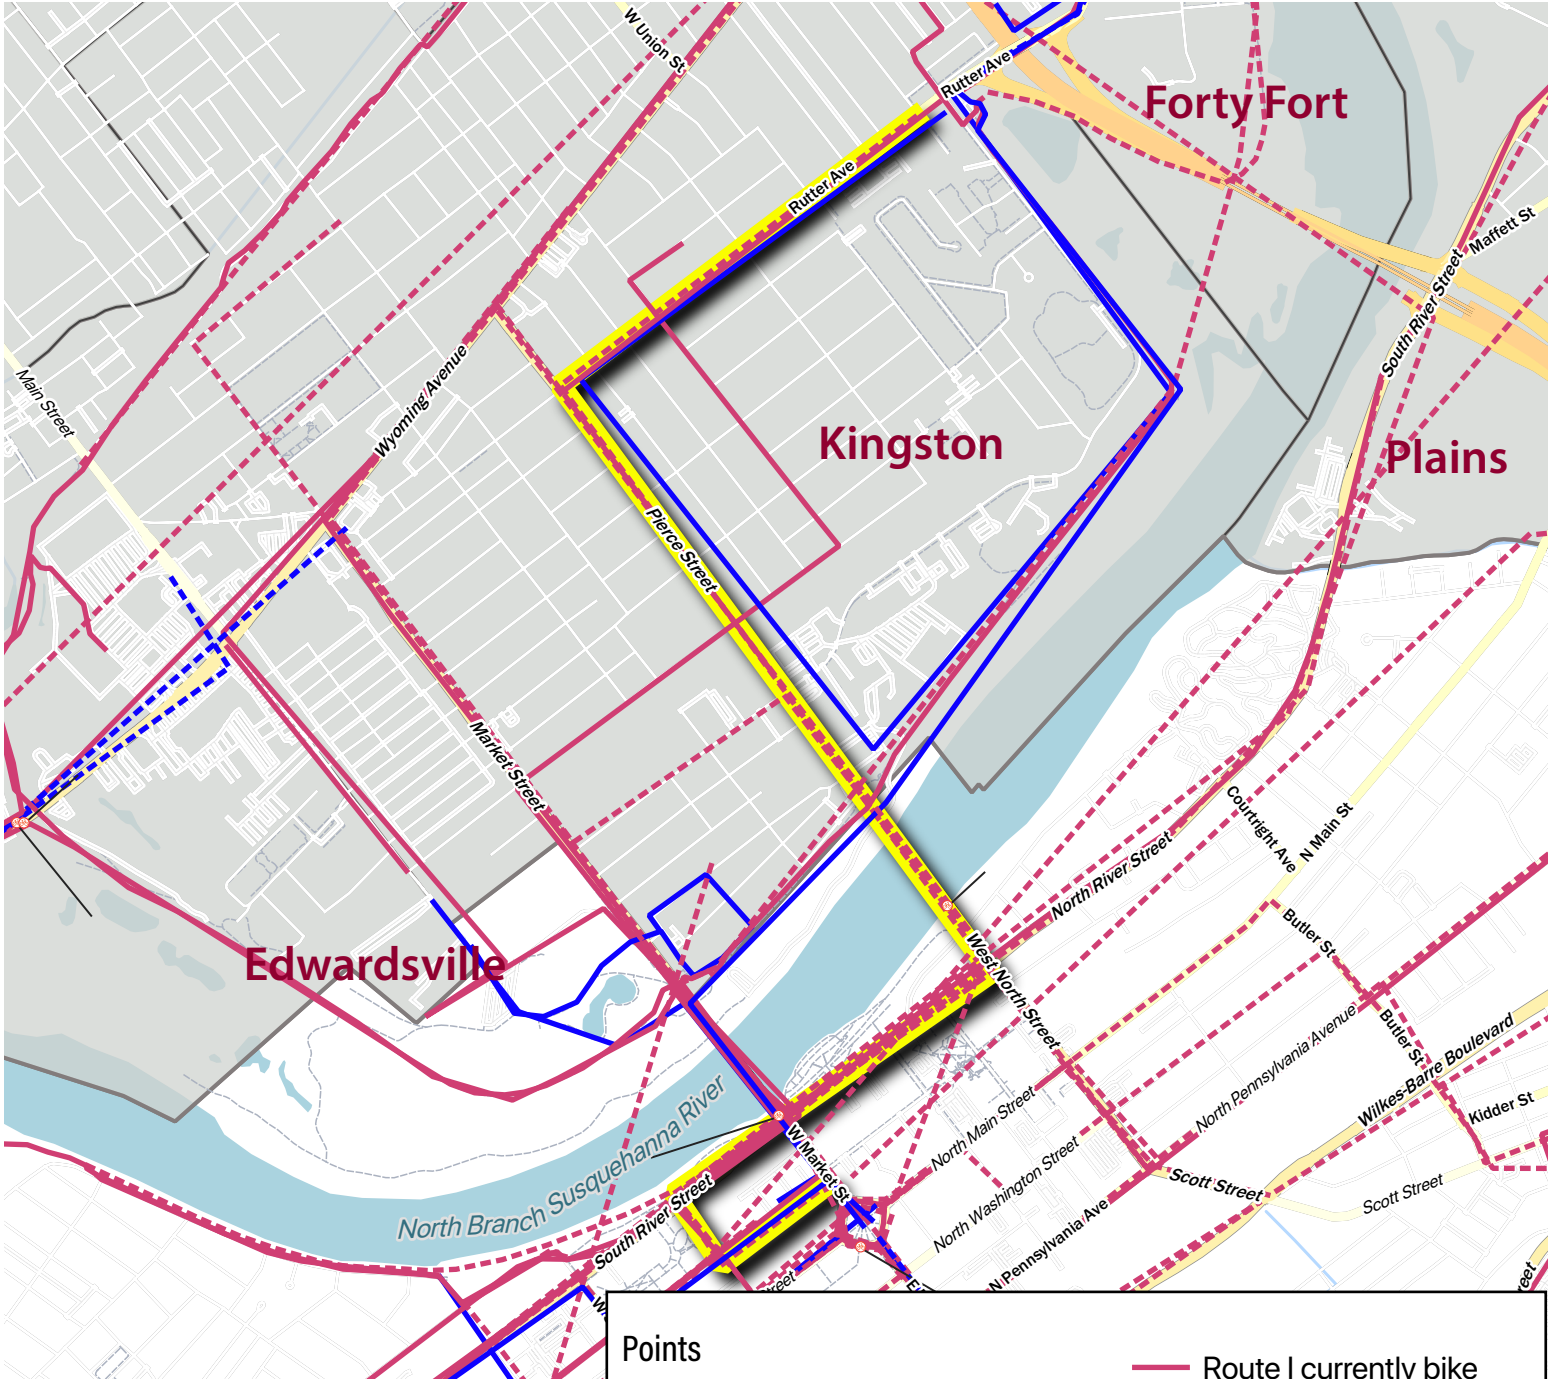 W Union St
Rutter Ave
Forty Fort
Rutter Ave
Maffett St
South River Street
Main Street
Wyoming Avenue
Kingston
Plains
Pierce Street
Market Street
Courtright Ave
N Main St
North River Street
Butler St
West North Street
Edwardsville
Butler St
North Pennsylvania Avenue
Wilkes-Barre Boulevard
Kidder St
North Main Street
W Market St
North Branch Susquehanna River
North Washington Street
Scott Street
Scott Street
South River Street
N Pennsylvania Ave
Points
Route I currently bike